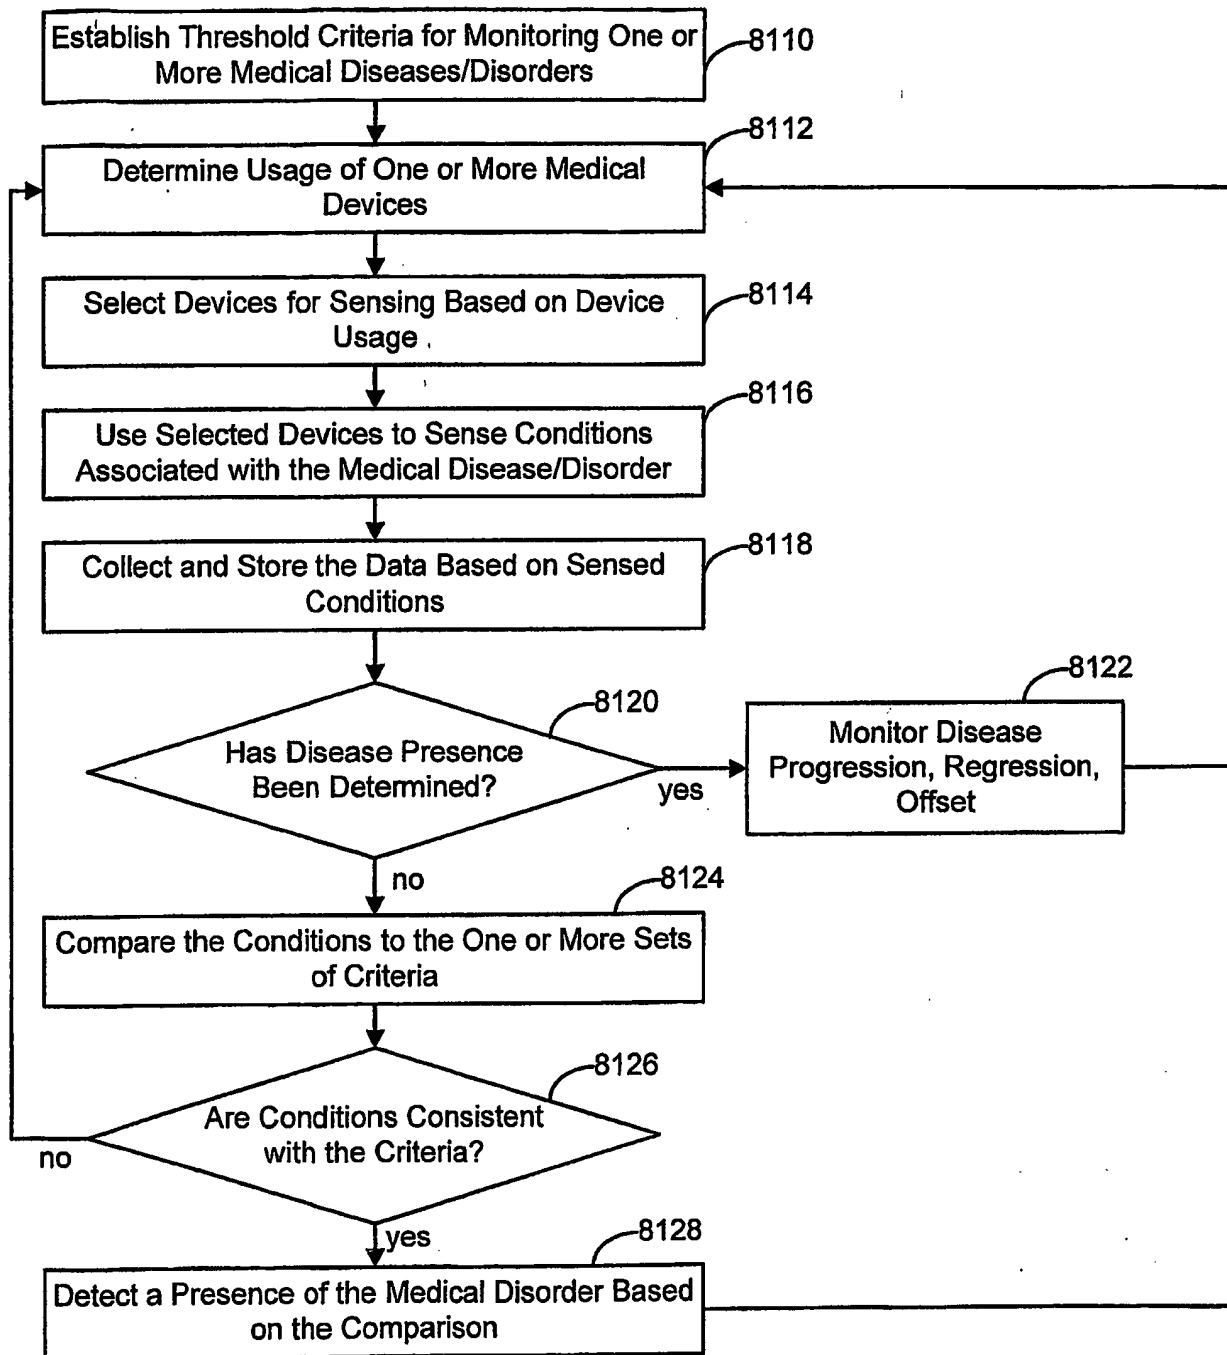 Establish Threshold Criteria for Monitoring One or
More Medical Diseases/Disorders
8110
8112
Determine Usage of One or More Medical
Devices
Select Devices for Sensing Based on Device
Usage
8114
8116
Use Selected Devices to Sense Conditions
Associated with the Medical Disease/Disorder
Collect and Store the Data Based on Sensed
Conditions
8118
8120
Has Disease Presence
Been Determined?
yes
8122
Monitor Disease
Progression, Regression,
Offset
no
8124
Compare the Conditions to the One or More Sets
of Criteria
8126
Are Conditions Consistent
with the Criteria?
no
yes
8128
Detect a Presence of the Medical Disorder Based
on the Comparison